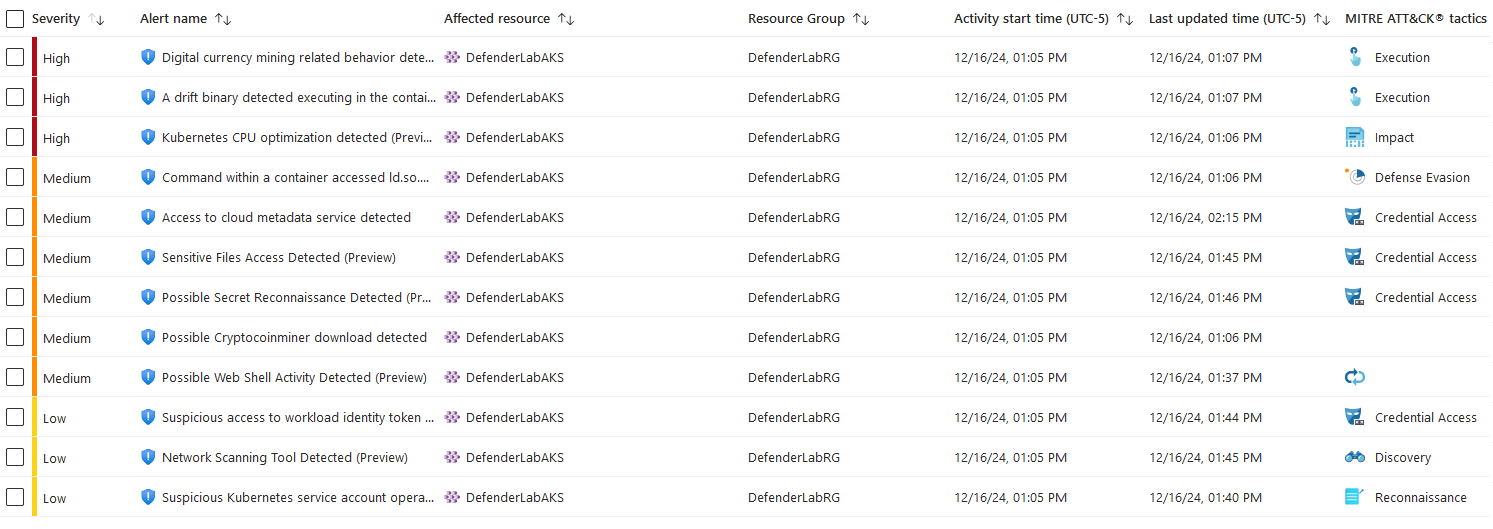 Severity Alert name Affected resource Resource Group Activity start time (UTC-5) Last updated time (UTC-5) MITRE ATT&CK® tactics
High Digital currency mining related behavior dete... DefenderLabAKS DefenderLabRG 12/16/24, 01:05 PM 12/16/24, 01:07 PM Execution
High A drift binary detected executing in the contai... DefenderLabAKS DefenderLabRG 12/16/24, 01:05 PM 12/16/24, 01:07 PM Execution
High Kubernetes CPU optimization detected (Previ... DefenderLabAKS DefenderLabRG 12/16/24, 01:05 PM 12/16/24, 01:06 PM Impact
Medium Command within a container accessed ld.so.... DefenderLabAKS DefenderLabRG 12/16/24, 01:05 PM 12/16/24, 01:06 PM Defense Evasion
Medium Access to cloud metadata service detected DefenderLabAKS DefenderLabRG 12/16/24, 01:05 PM 12/16/24, 02:15 PM Credential Access
Medium Sensitive Files Access Detected (Preview) DefenderLabAKS DefenderLabRG 12/16/24, 01:05 PM 12/16/24, 01:45 PM Credential Access
Medium Possible Secret Reconnaissance Detected (Pr... DefenderLabAKS DefenderLabRG 12/16/24, 01:05 PM 12/16/24, 01:46 PM Credential Access
Medium Possible Cryptocoinminer download detected DefenderLabAKS DefenderLabRG 12/16/24, 01:05 PM 12/16/24, 01:06 PM
Medium Possible Web Shell Activity Detected (Preview) DefenderLabAKS DefenderLabRG 12/16/24, 01:05 PM 12/16/24, 01:37 PM
Low Suspicious access to workload identity token ... DefenderLabAKS DefenderLabRG 12/16/24, 01:05 PM 12/16/24, 01:44 PM Credential Access
Low Network Scanning Tool Detected (Preview) DefenderLabAKS DefenderLabRG 12/16/24, 01:05 PM 12/16/24, 01:45 PM Discovery
Low Suspicious Kubernetes service account opera... DefenderLabAKS DefenderLabRG 12/16/24, 01:05 PM 12/16/24, 01:40 PM Reconnaissance